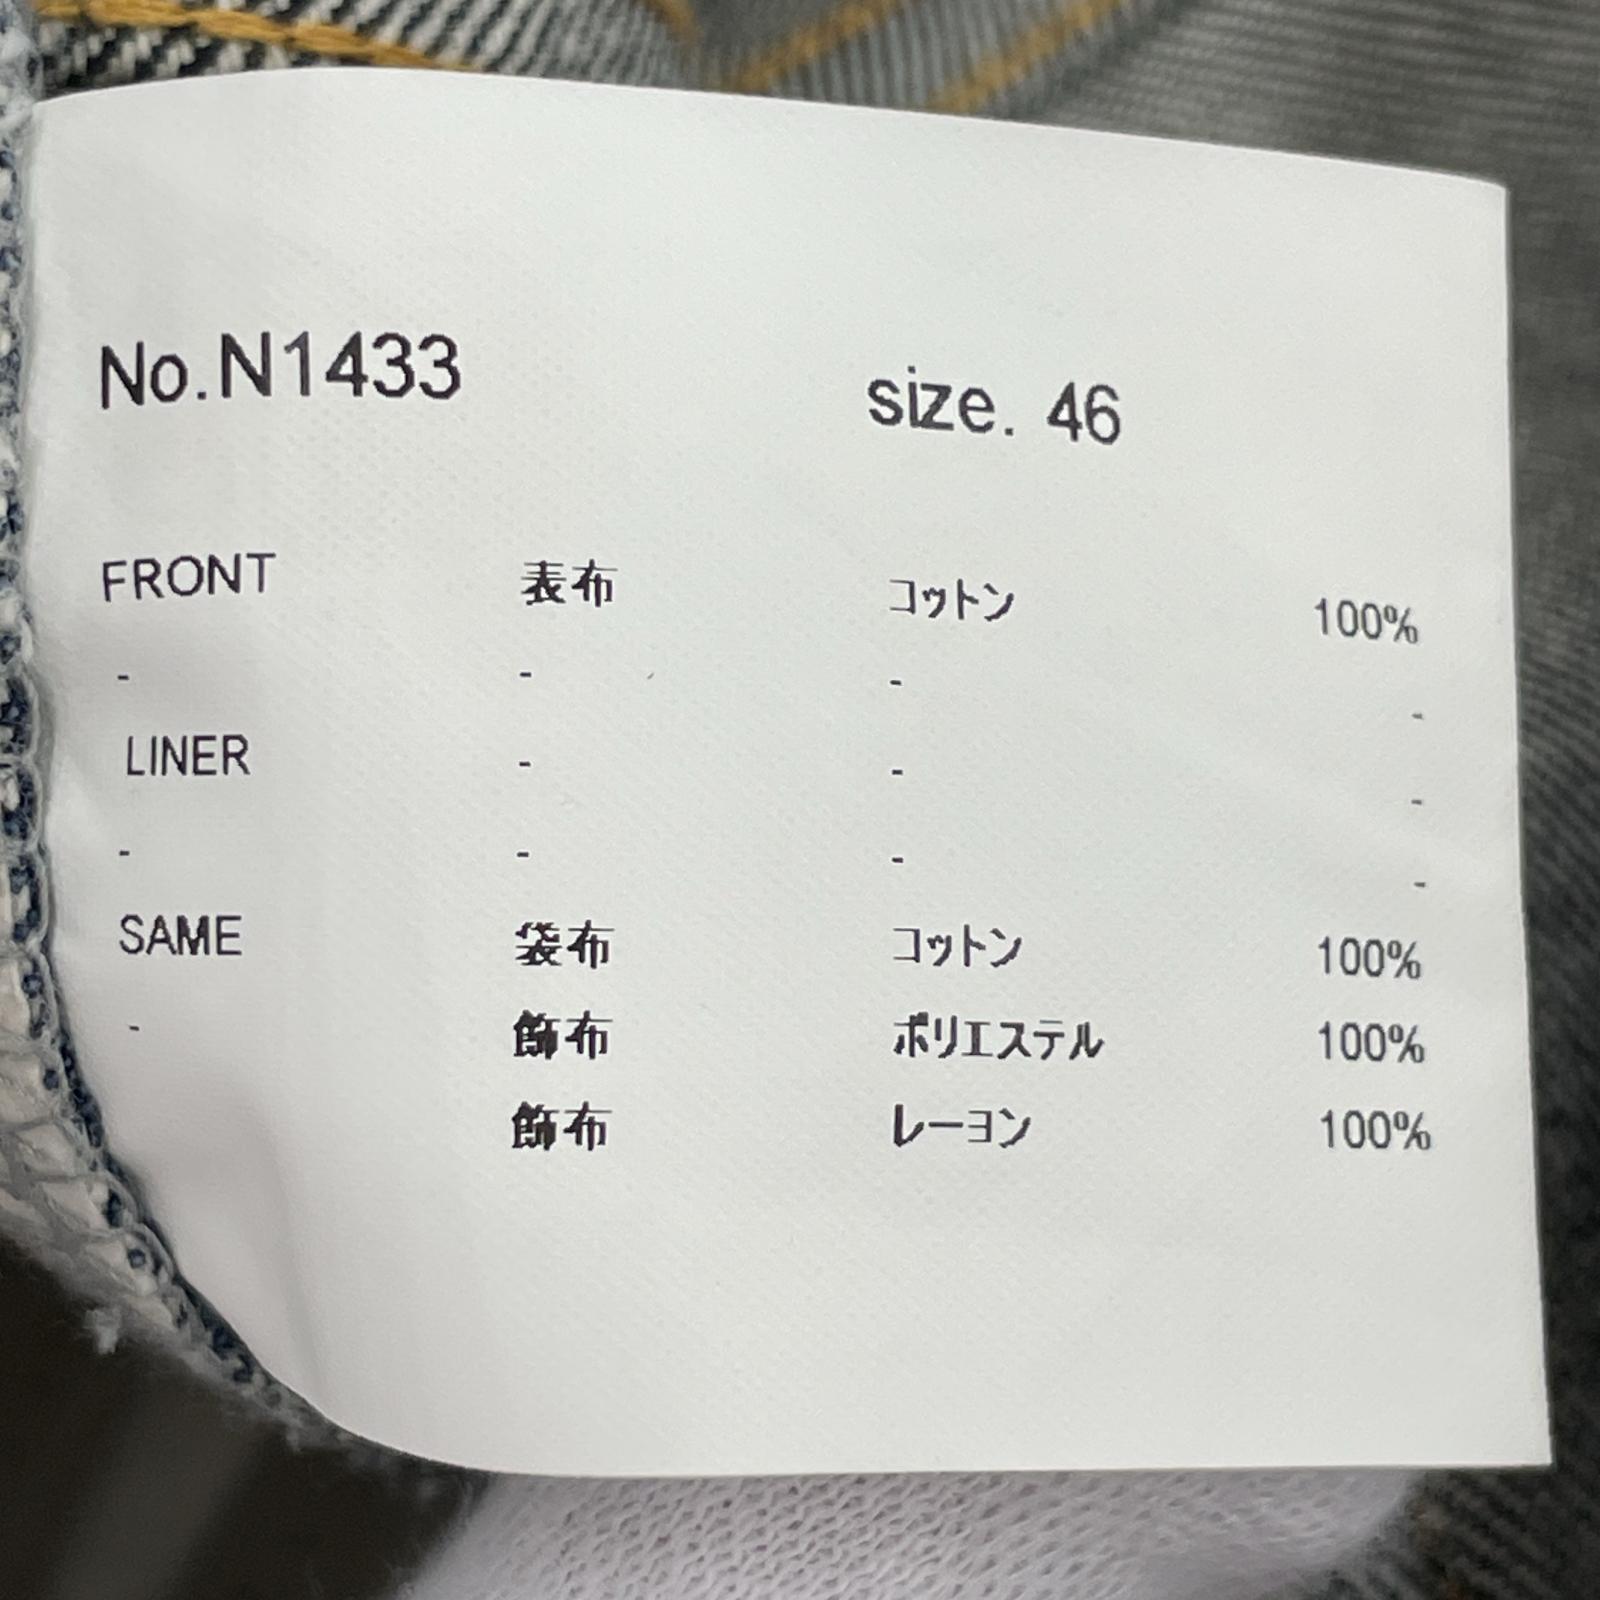 No.N1433 size. 46
FRONT 表布 コットン 100%
- - - -
LINER - - -
- - - -
SAME 袋布 コットン 100%
- 飾布 ポリエステル 100%
飾布 レーヨン 100%